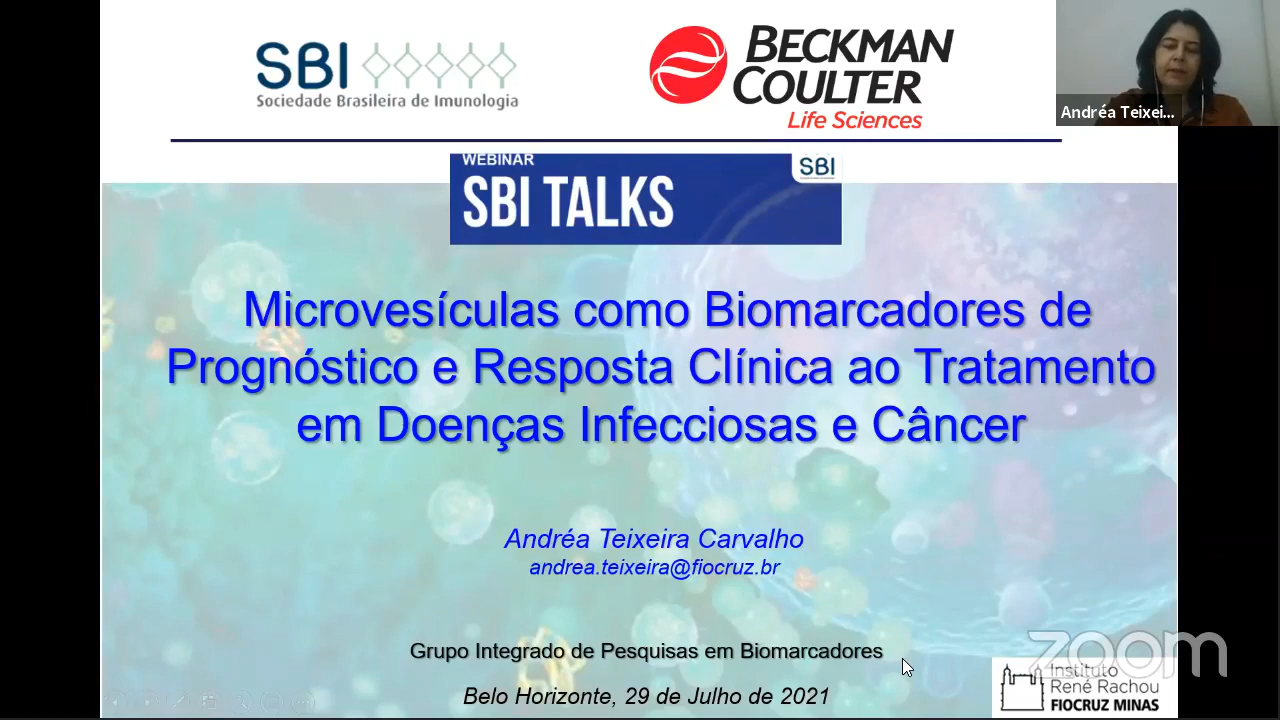 SBI
Sociedade Brasileira de Imunologia
BECKMAN
COULTER
Life Sciences
Andréa Teixei...
WEBINAR
SBI
SBI TALKS
Microvesículas como Biomarcadores de
Prognóstico e Resposta Clínica ao Tratamento
em Doenças Infecciosas e Câncer
Andréa Teixeira Carvalho
andrea.teixeira@fiocruz.br
Grupo Integrado de Pesquisas em Biomarcadores
Belo Horizonte, 29 de Julho de 2021
zoom
Instituto
René Rachou
FIOCRUZ MINAS